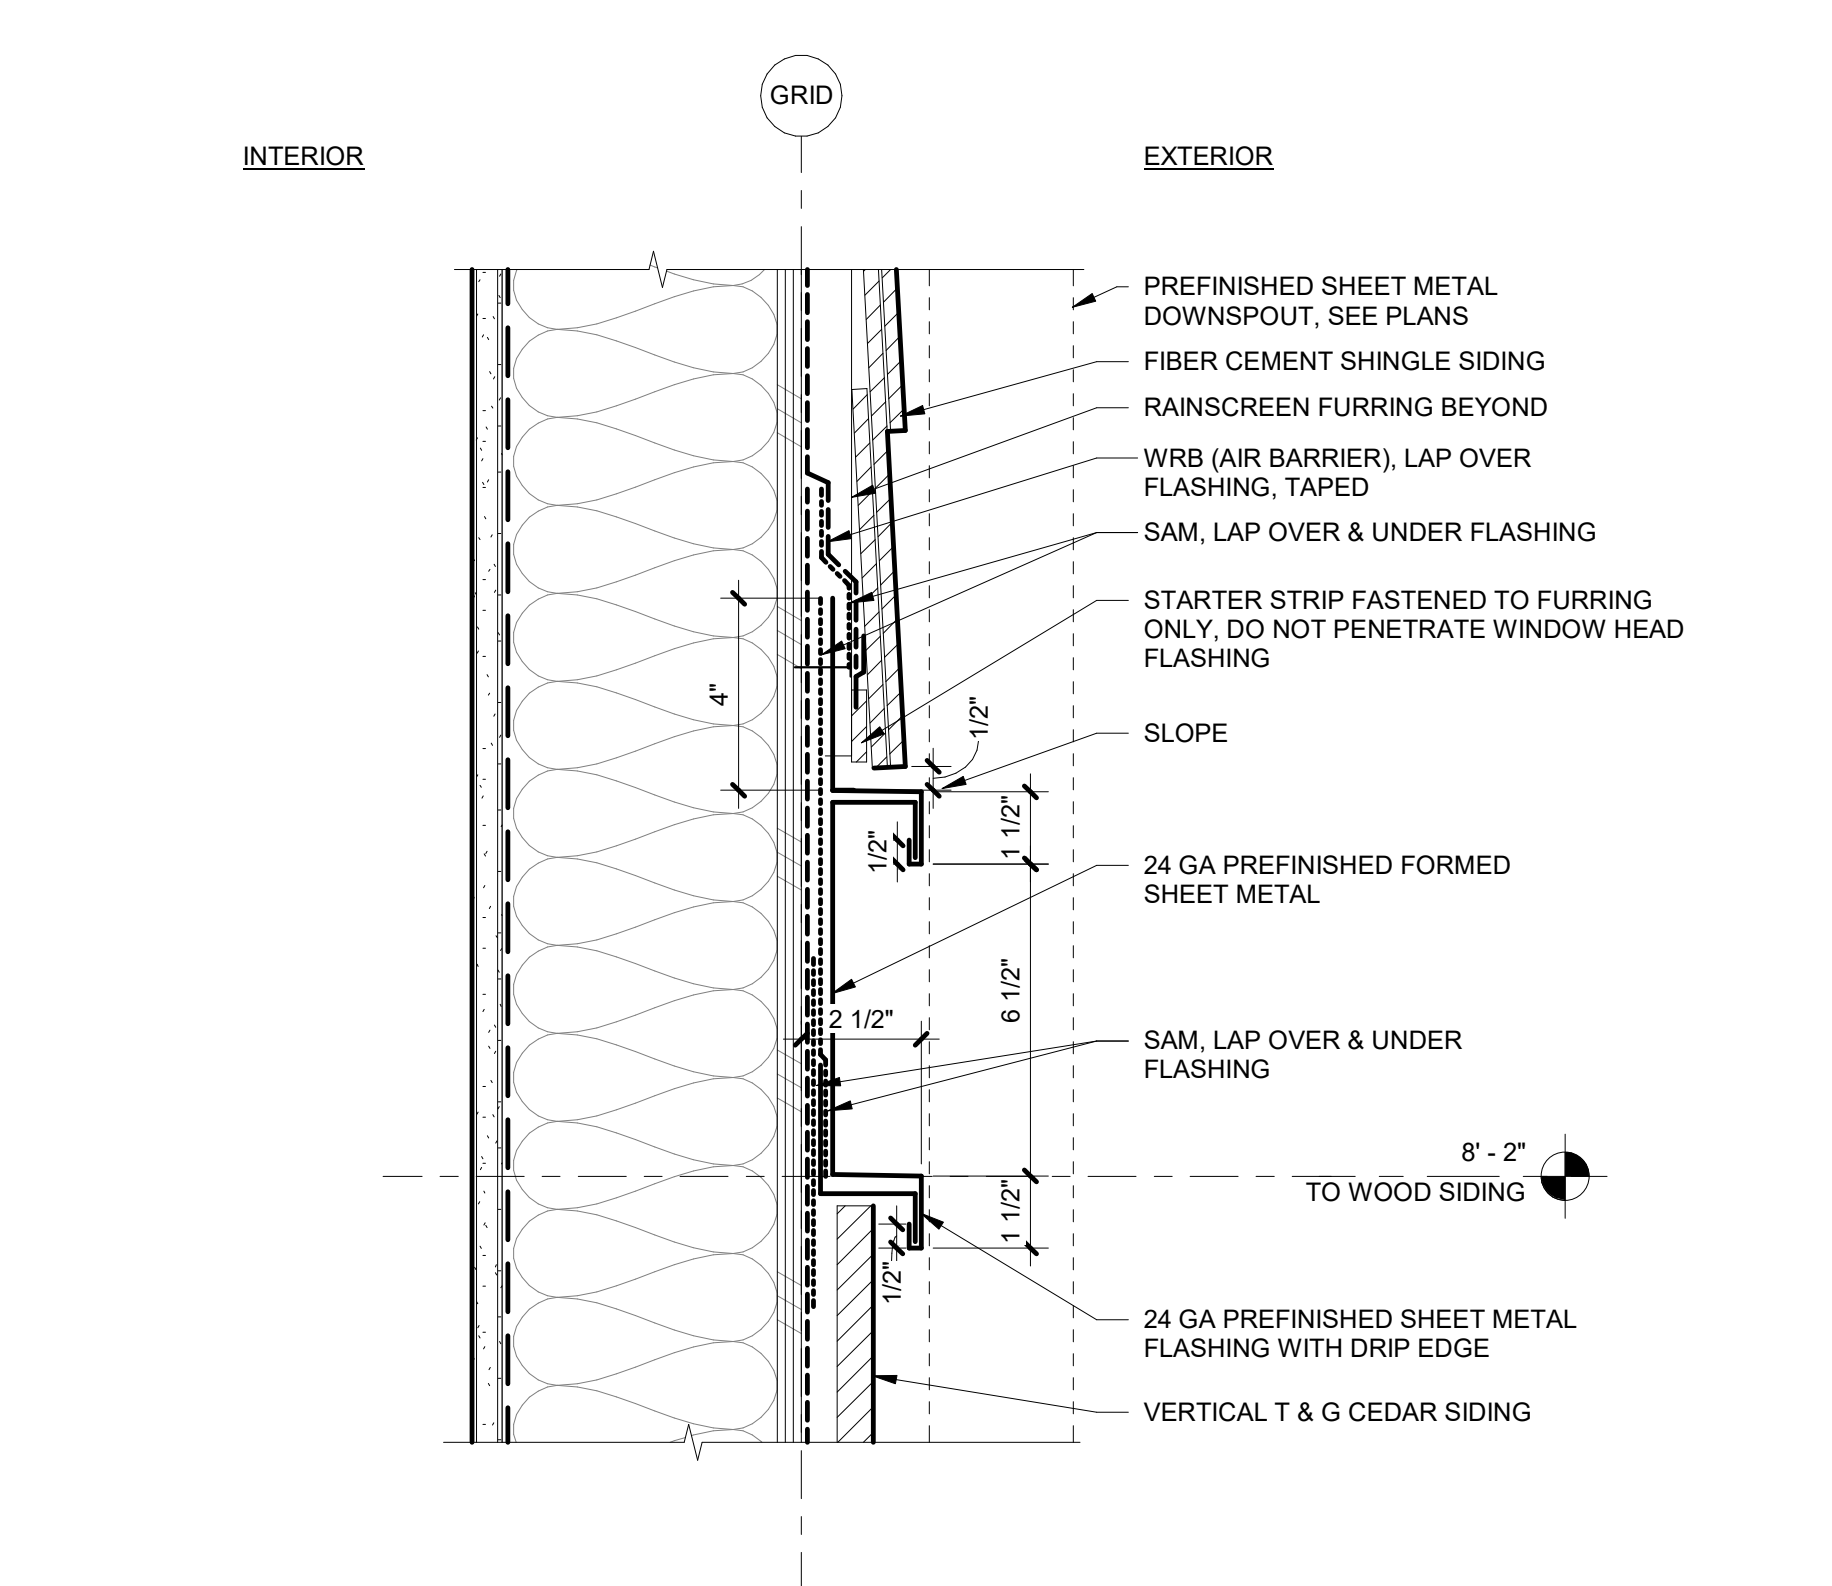 GRID
INTERIOR
EXTERIOR
PREFINISHED SHEET METAL
DOWNSPOUT, SEE PLANS
FIBER CEMENT SHINGLE SIDING
RAINSCREEN FURRING BEYOND
WRB (AIR BARRIER), LAP OVER
FLASHING, TAPED
SAM, LAP OVER & UNDER FLASHING
STARTER STRIP FASTENED TO FURRING
ONLY, DO NOT PENETRATE WINDOW HEAD
FLASHING
4"
1/2"
SLOPE
1 1/2"
1/2"
24 GA PREFINISHED FORMED
SHEET METAL
6 1/2"
2 1/2"
SAM, LAP OVER & UNDER
FLASHING
8' - 2"
TO WOOD SIDING
1 1/2"
1/2"
24 GA PREFINISHED SHEET METAL
FLASHING WITH DRIP EDGE
VERTICAL T & G CEDAR SIDING